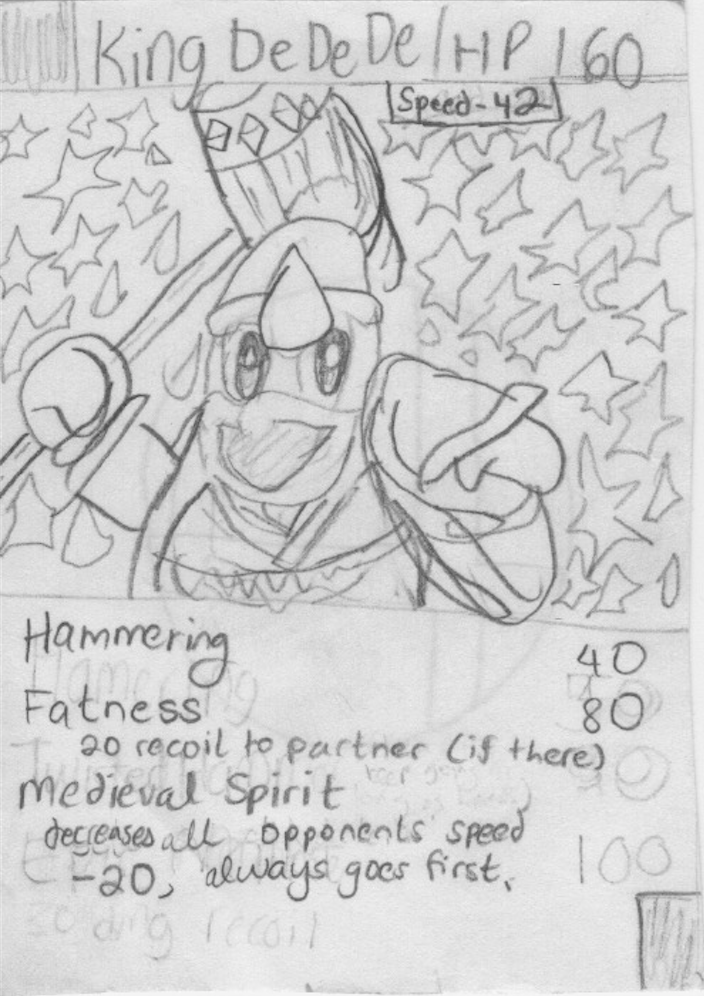 King DeDeDe/HP 160
Speed-42
Hammering 40
Fatness 80
20 recoil to partner (if there)
Medieval Spirit
decreases all opponents speed
-20, always goes first.
100
recoil